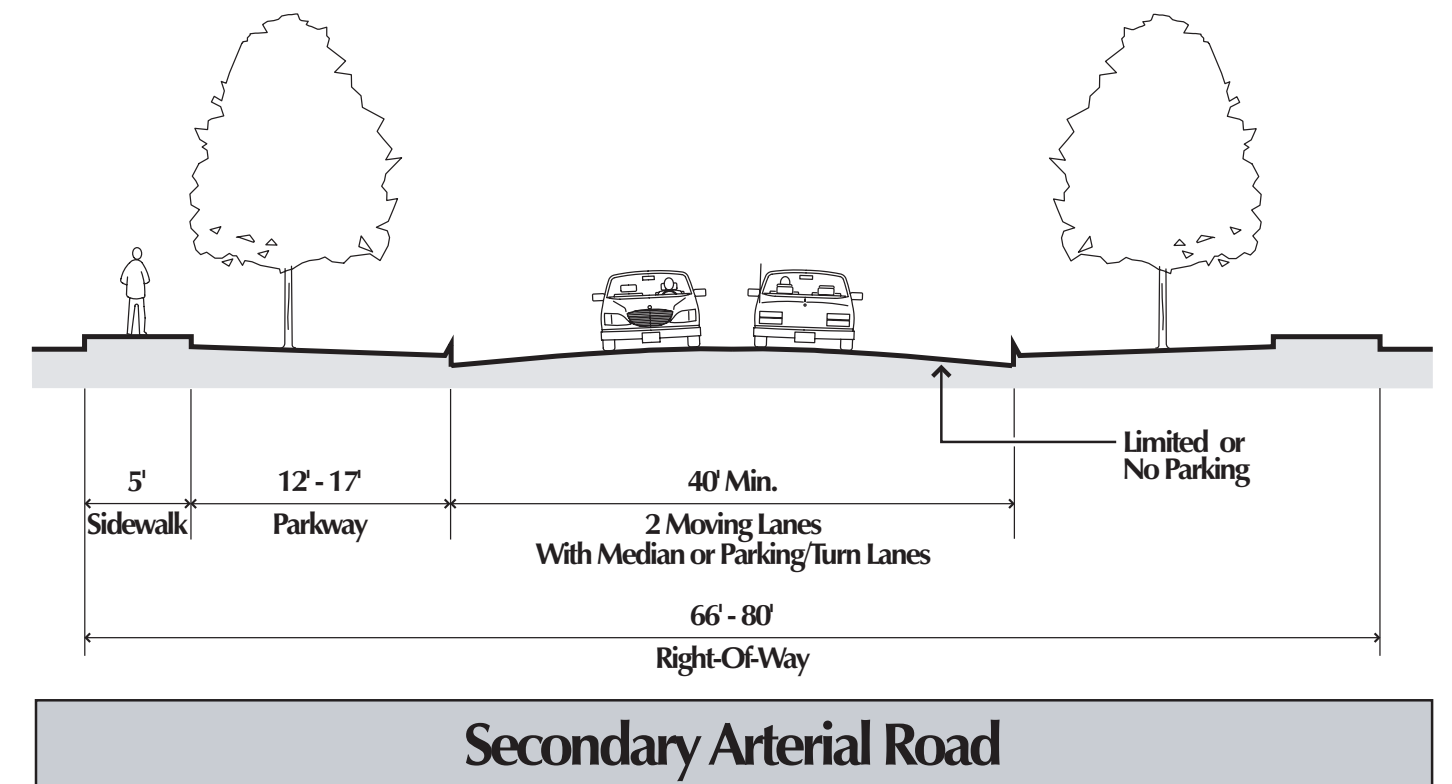 Limited or
No Parking
5' 12' - 17' 40' Min.
Sidewalk Parkway 2 Moving Lanes
With Median or Parking/Turn Lanes
66' - 80'
Right-Of-Way
Secondary Arterial Road